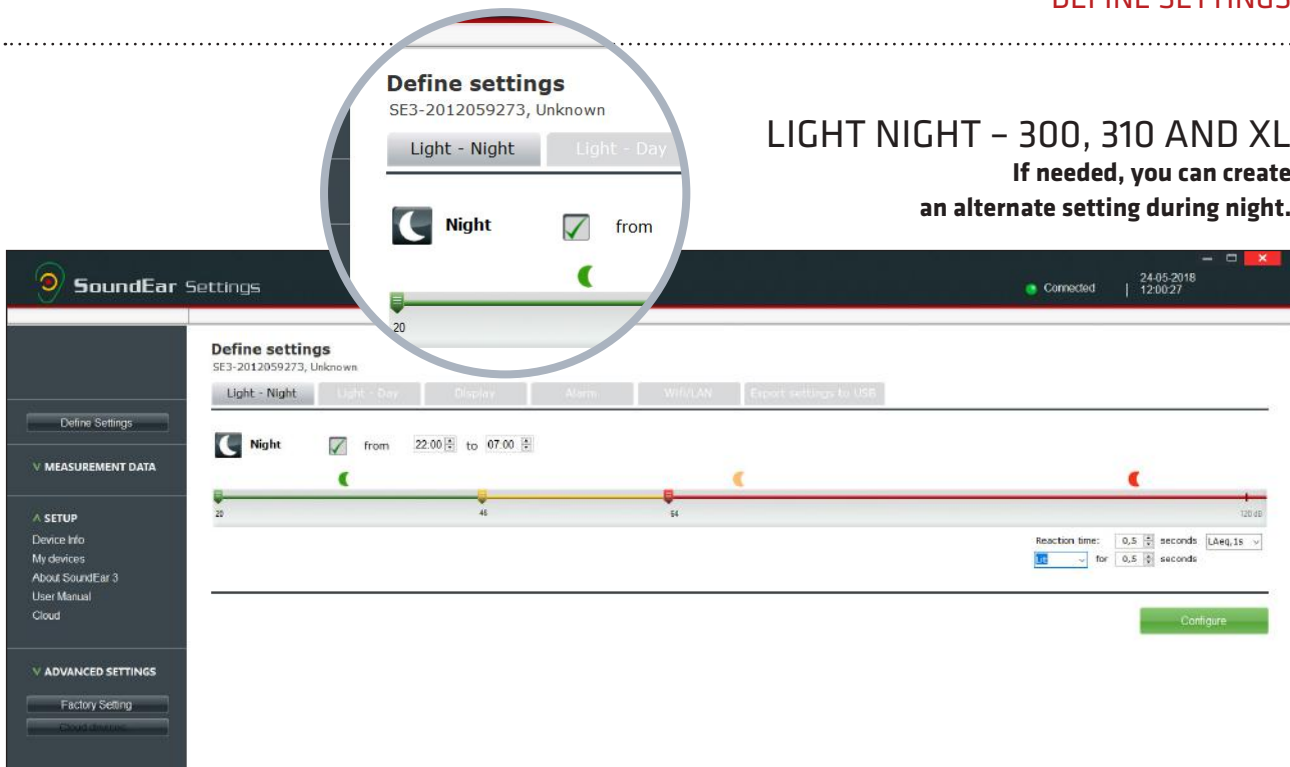 DEFINE SETTINGS
Define settings
SE3-2012059273, Unknown
Light - Night Light - Day
Night from
20
LIGHT NIGHT – 300, 310 AND XL
If needed, you can create
an alternate setting during night.
SoundEar Settings
Connected | 24-05-2018
12:00:27
Define settings
SE3-2012059273, Unknown
Light - Night Light - Day Display Alarm Wifi/LAN Export settings to USB
Define Settings
Night from 22:00 to 07:00
V MEASUREMENT DATA
20 46 64 120 dB
Λ SETUP
Device Info
My devices
About SoundEar 3
User Manual
Cloud
Reaction time: 0,5 seconds LAeq,1s
Lit for 0,5 seconds
Configure
V ADVANCED SETTINGS
Factory Setting
Cloud devices